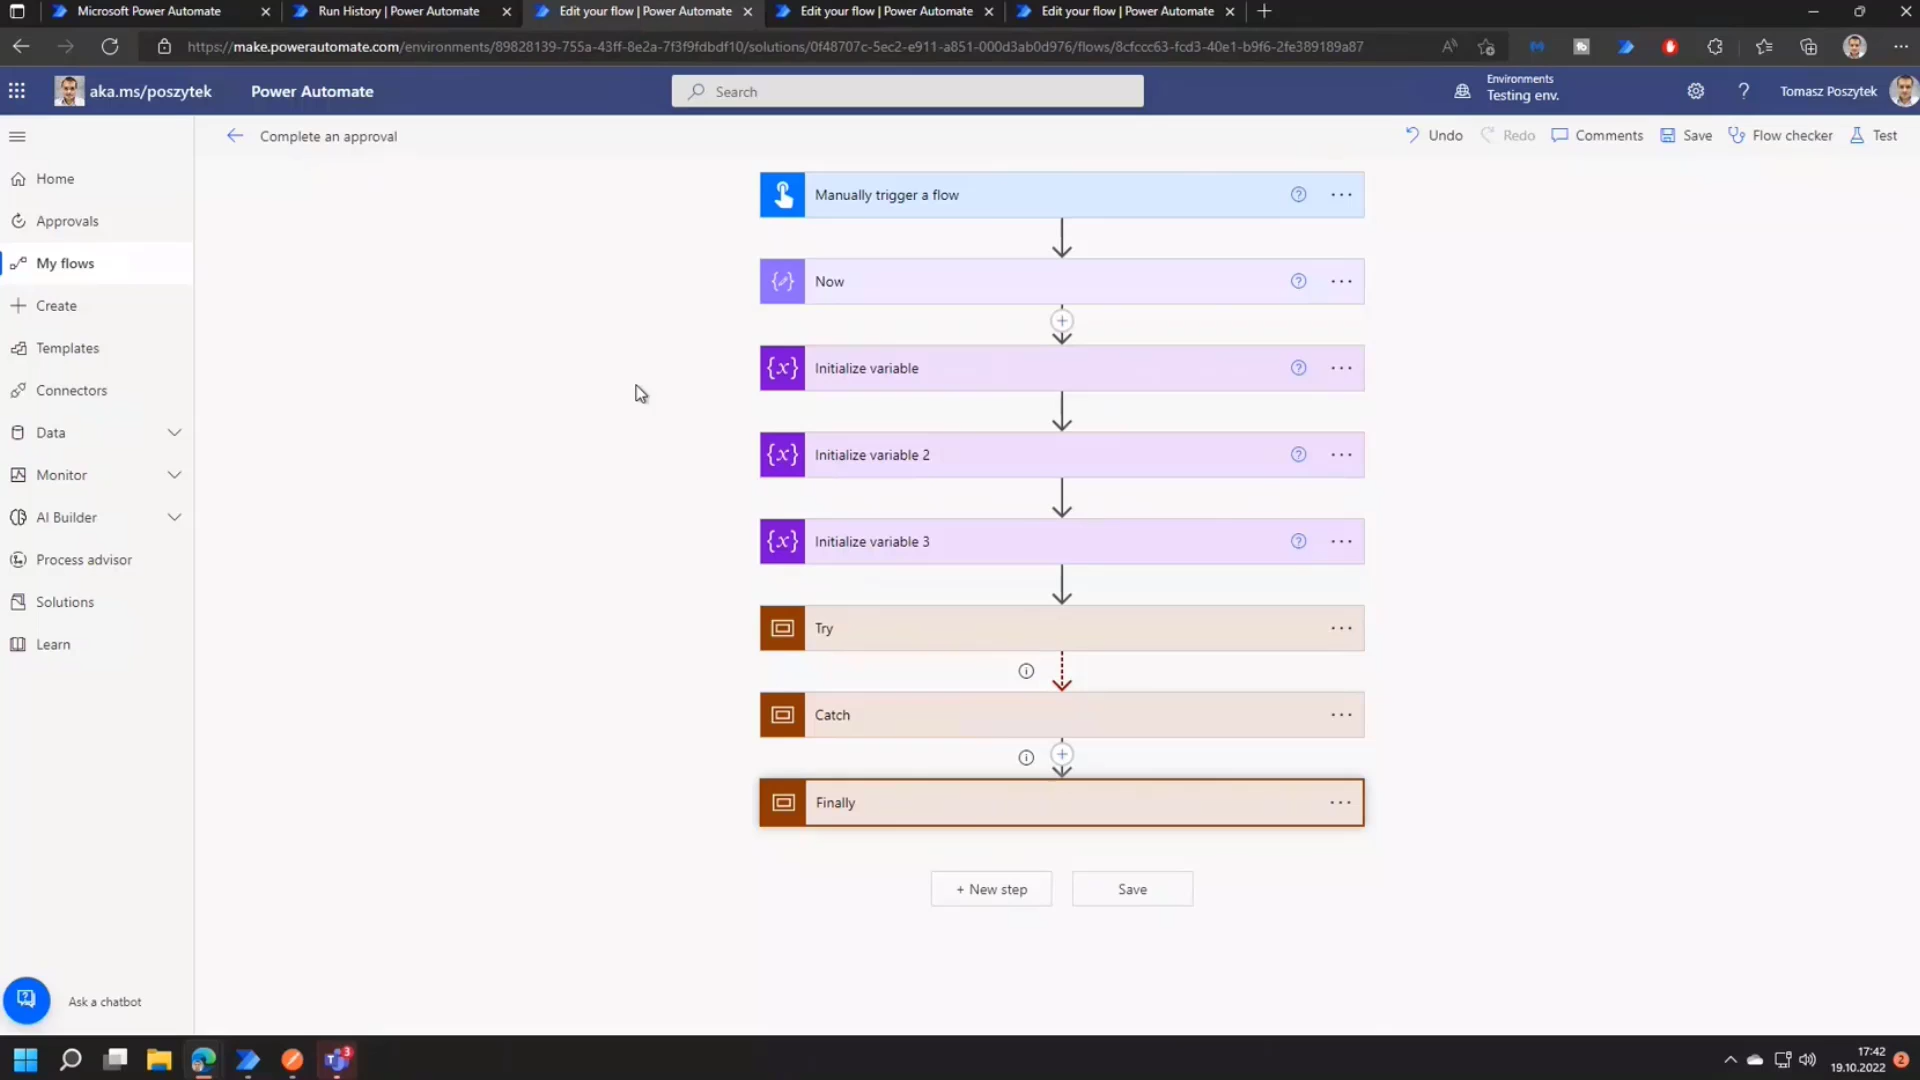 Microsoft Power Automate
Run History | Power Automate
Edit your flow | Power Automate
Edit your flow | Power Automate
Edit your flow | Power Automate
https://make.powerautomate.com/environments/89828139-755a-43ff-8e2a-7f3f9fdbdf10/solutions/0f48707c-5ec2-e911-a851-000d3ab0d976/flows/8cfccc63-fcd3-40e1-b9f6-2fe389189a87
aka.ms/poszytek
Power Automate
Search
Environments
Testing env.
Tomasz Poszytek
Complete an approval
Undo
Redo
Comments
Save
Flow checker
Test
Home
Approvals
My flows
Create
Templates
Connectors
Data
Monitor
AI Builder
Process advisor
Solutions
Learn
Ask a chatbot
Manually trigger a flow
Now
Initialize variable
Initialize variable 2
Initialize variable 3
Try
Catch
Finally
+ New step
Save
3
17:42
19.10.2022
2